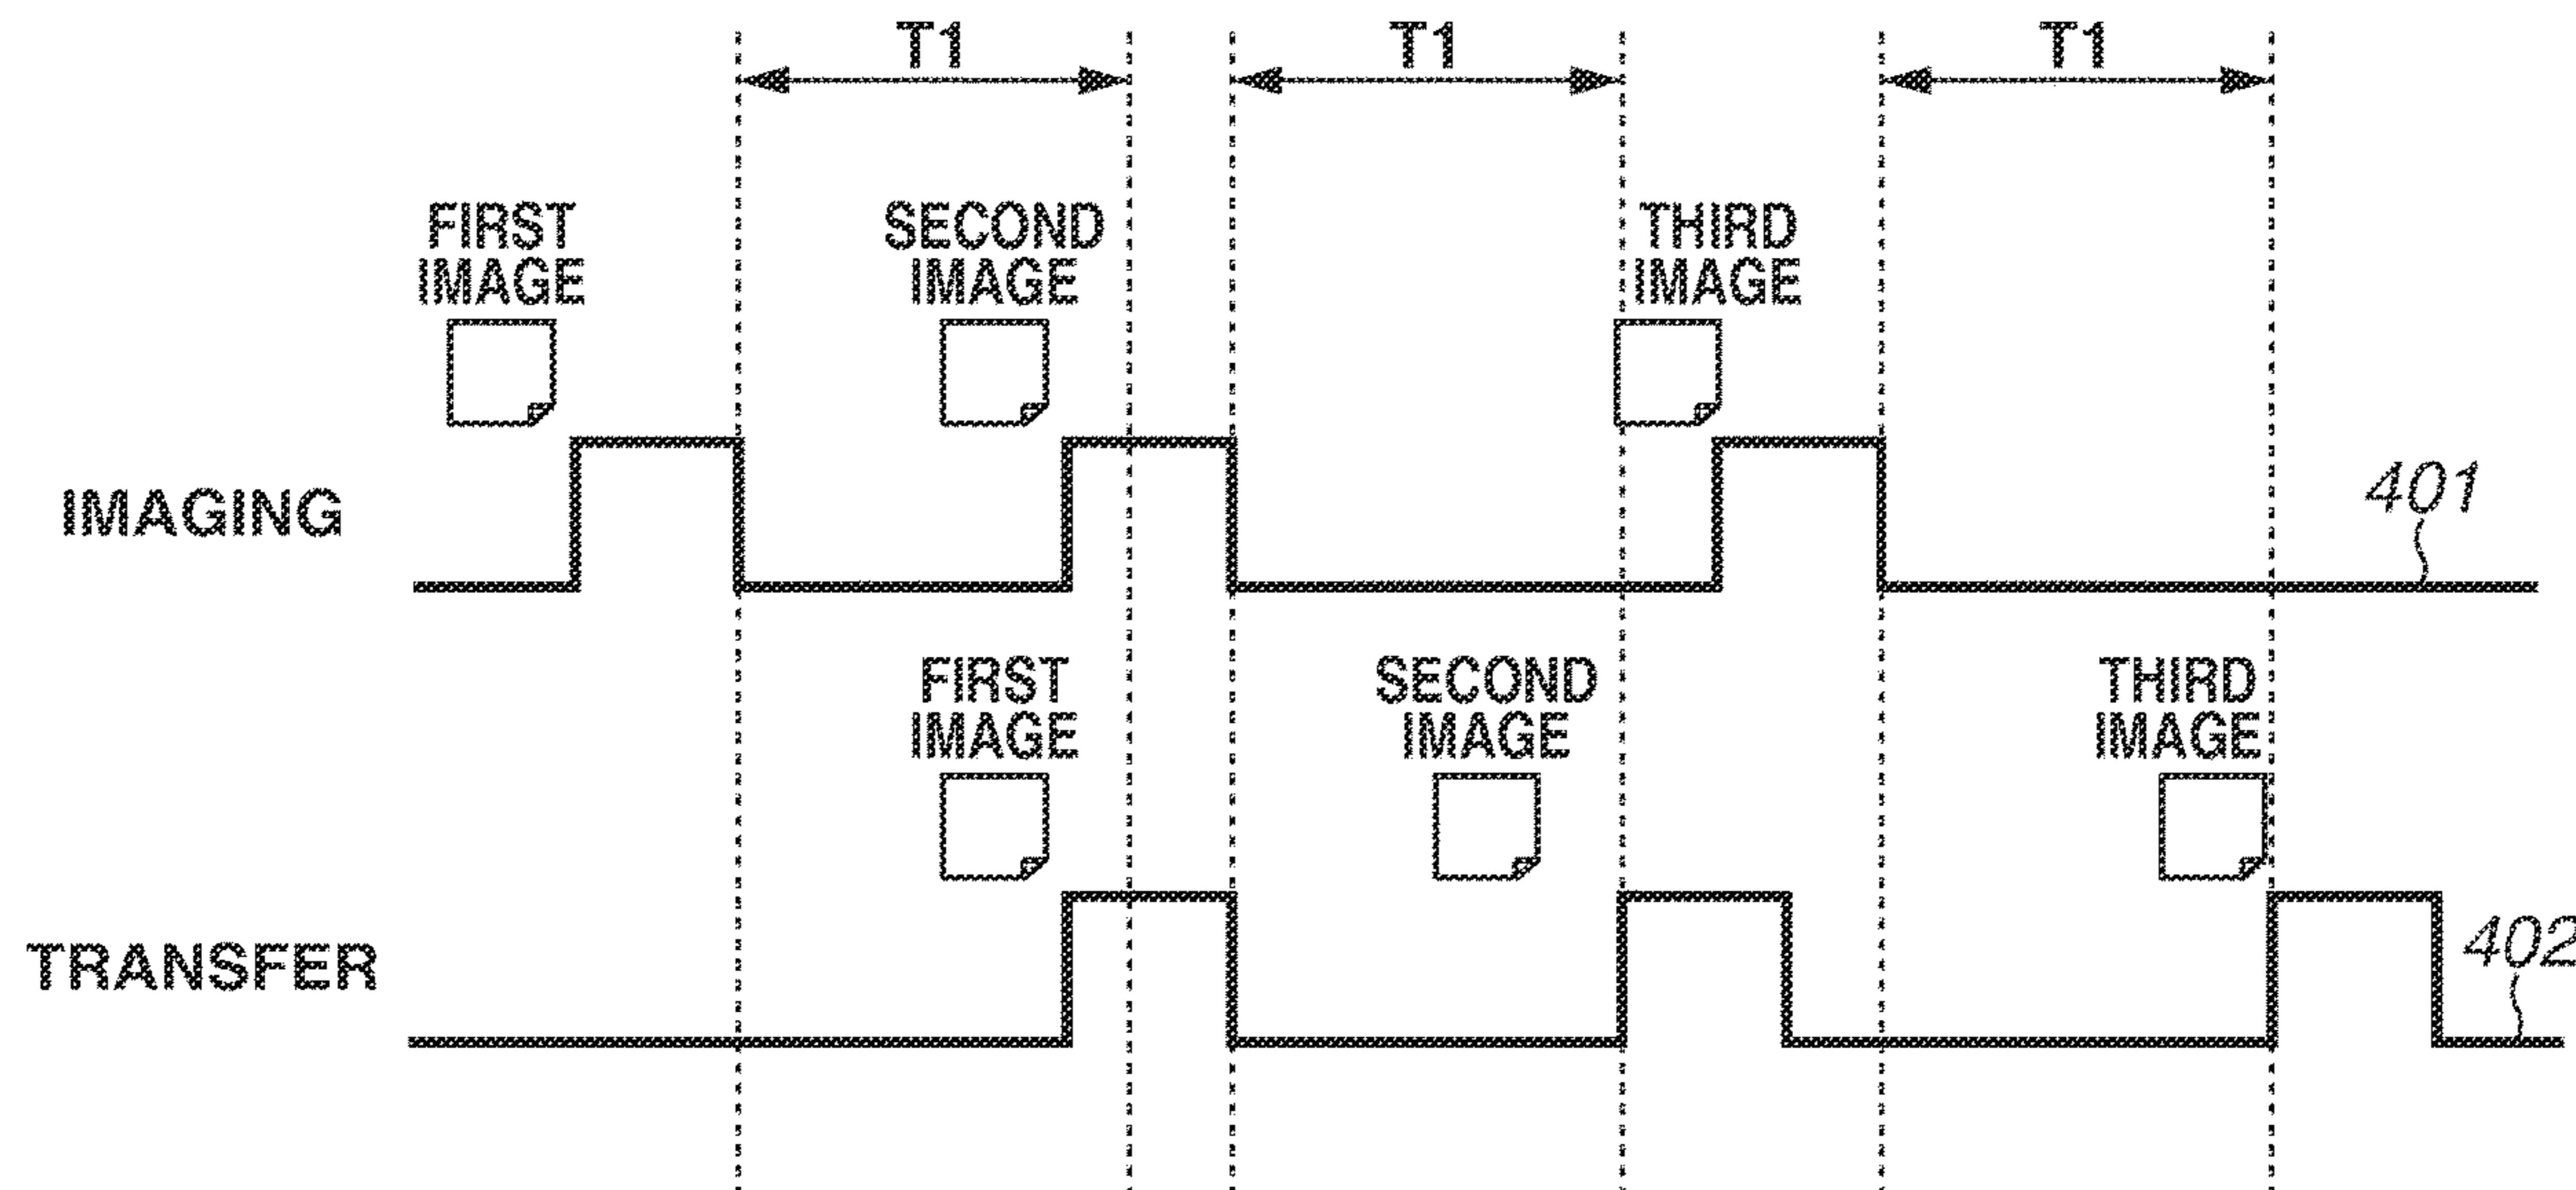 T1
T1
T1
FIRST
IMAGE
SECOND
IMAGE
THIRD
IMAGE
IMAGING
401
FIRST
IMAGE
SECOND
IMAGE
THIRD
IMAGE
TRANSFER
402